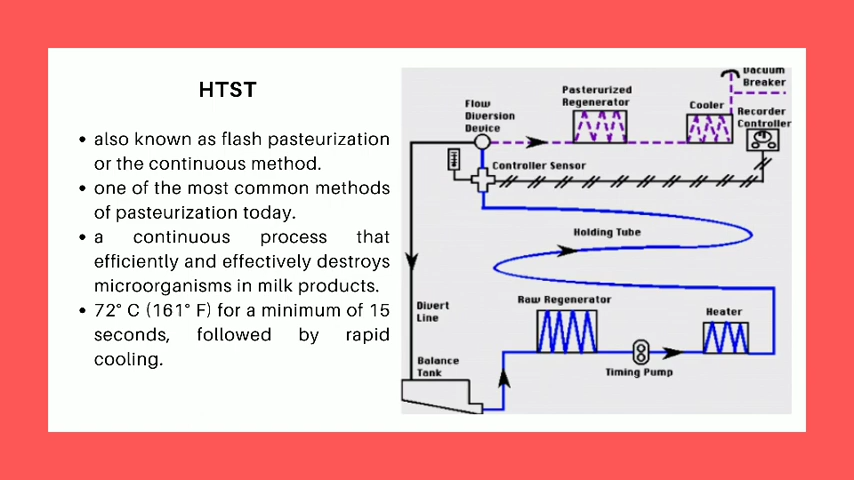 HTST
• also known as flash pasteurization
or the continuous method.
• one of the most common methods
of pasteurization today.
• a continuous process that
efficiently and effectively destroys
microorganisms in milk products.
• 72° C (161° F) for a minimum of 15
seconds, followed by rapid
cooling.
Vacuum
Breaker
Pasterurized
Regenerator
Cooler
Flow
Diversion
Device
Recorder
Controller
Controller Sensor
Holding Tube
Raw Regenerator
Heater
Divert
Line
Timing Pump
Balance
Tank